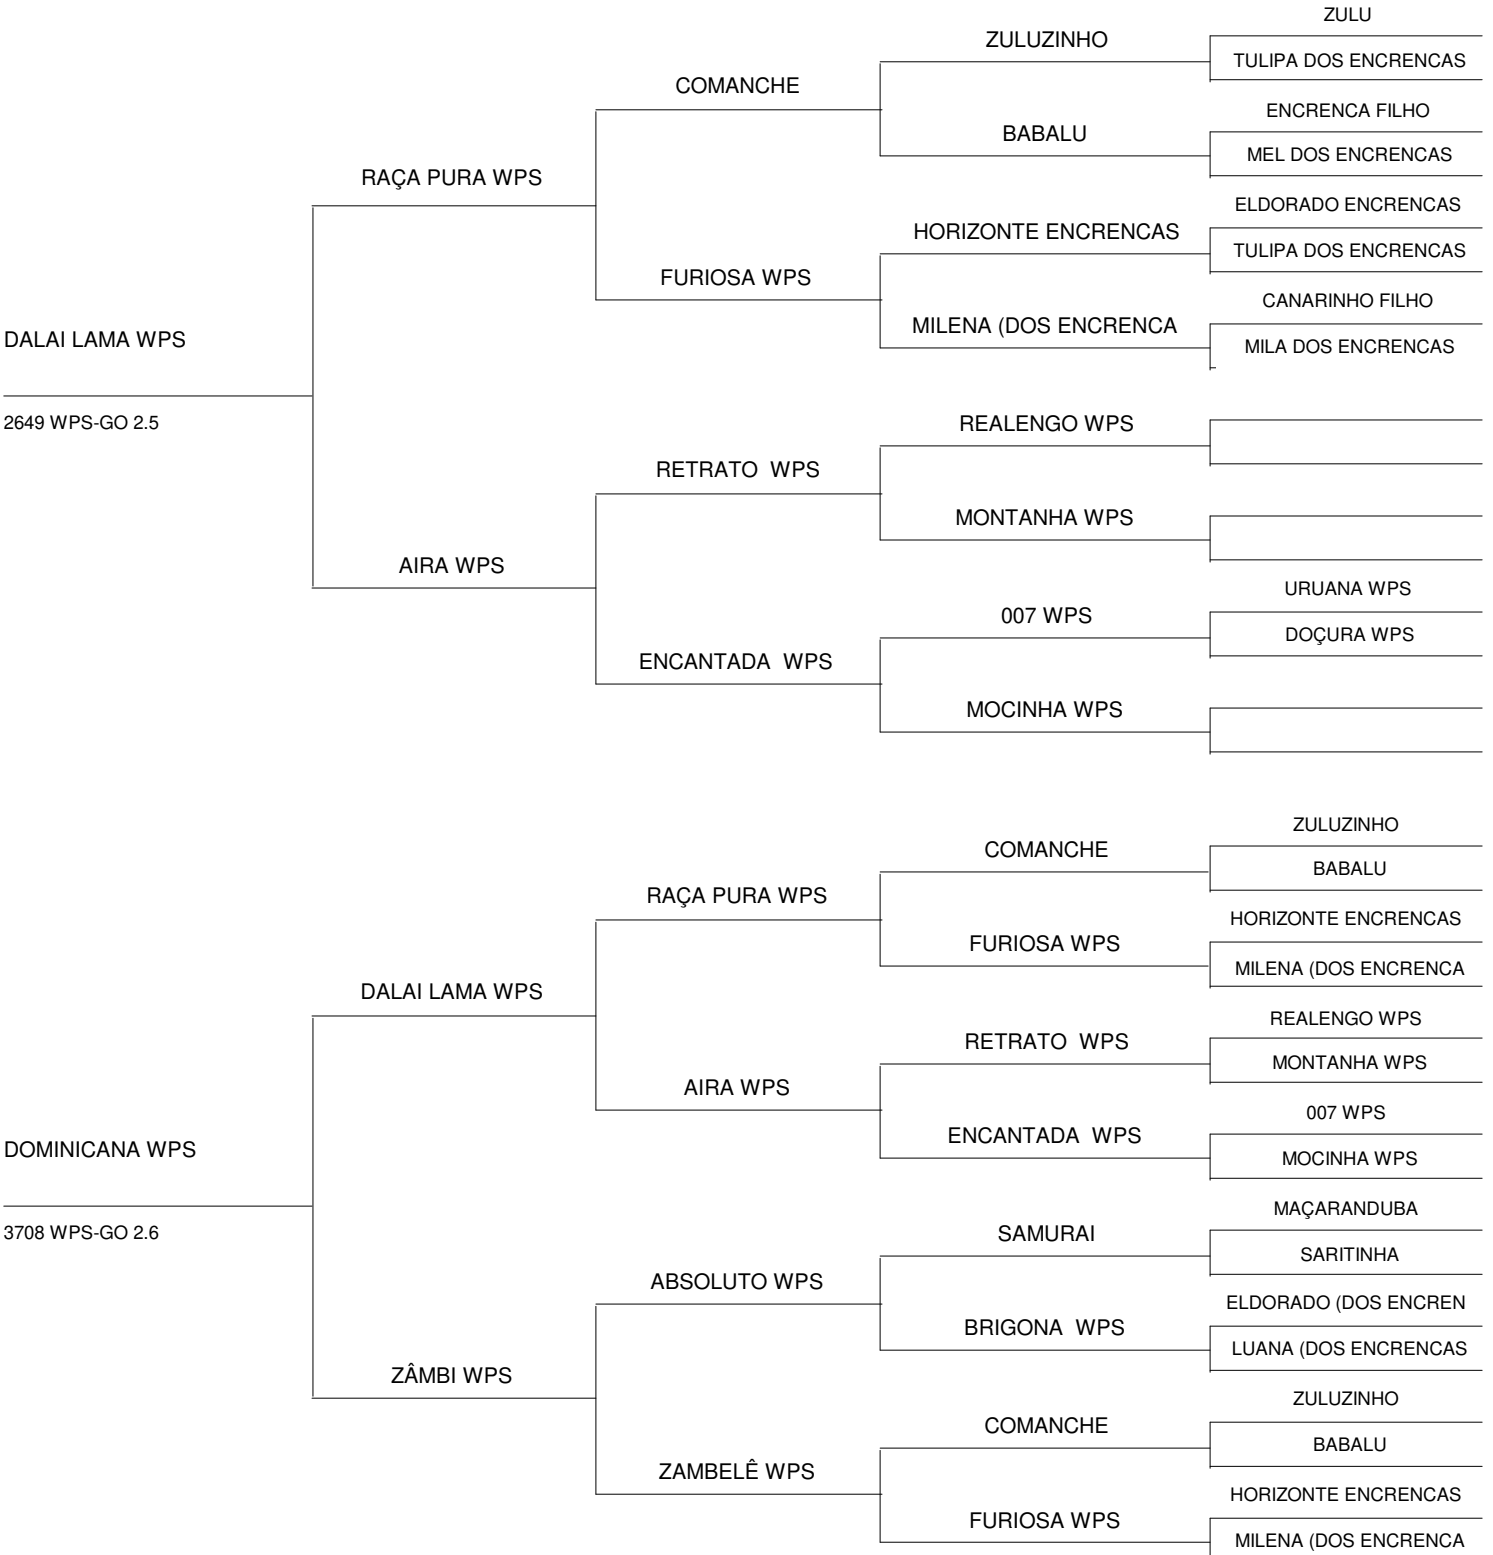 ZULU
ZULUZINHO
TULIPA DOS ENCRENCAS
COMANCHE
ENCRENCA FILHO
BABALU
MEL DOS ENCRENCAS
RAÇA PURA WPS
ELDORADO ENCRENCAS
HORIZONTE ENCRENCAS
TULIPA DOS ENCRENCAS
FURIOSA WPS
CANARINHO FILHO
MILENA (DOS ENCRENCA
MILA DOS ENCRENCAS
DALAI LAMA WPS
2649 WPS-GO 2.5
REALENGO WPS
RETRATO  WPS
MONTANHA WPS
AIRA WPS
URUANA WPS
007 WPS
DOÇURA WPS
ENCANTADA  WPS
MOCINHA WPS
ZULUZINHO
COMANCHE
BABALU
RAÇA PURA WPS
HORIZONTE ENCRENCAS
FURIOSA WPS
MILENA (DOS ENCRENCA
DALAI LAMA WPS
REALENGO WPS
RETRATO  WPS
MONTANHA WPS
AIRA WPS
007 WPS
ENCANTADA  WPS
MOCINHA WPS
DOMINICANA WPS
3708 WPS-GO 2.6
MAÇARANDUBA
SAMURAI
SARITINHA
ABSOLUTO WPS
ELDORADO (DOS ENCREN
BRIGONA  WPS
LUANA (DOS ENCRENCAS
ZÂMBI WPS
ZULUZINHO
COMANCHE
BABALU
ZAMBELÊ WPS
HORIZONTE ENCRENCAS
FURIOSA WPS
MILENA (DOS ENCRENCA